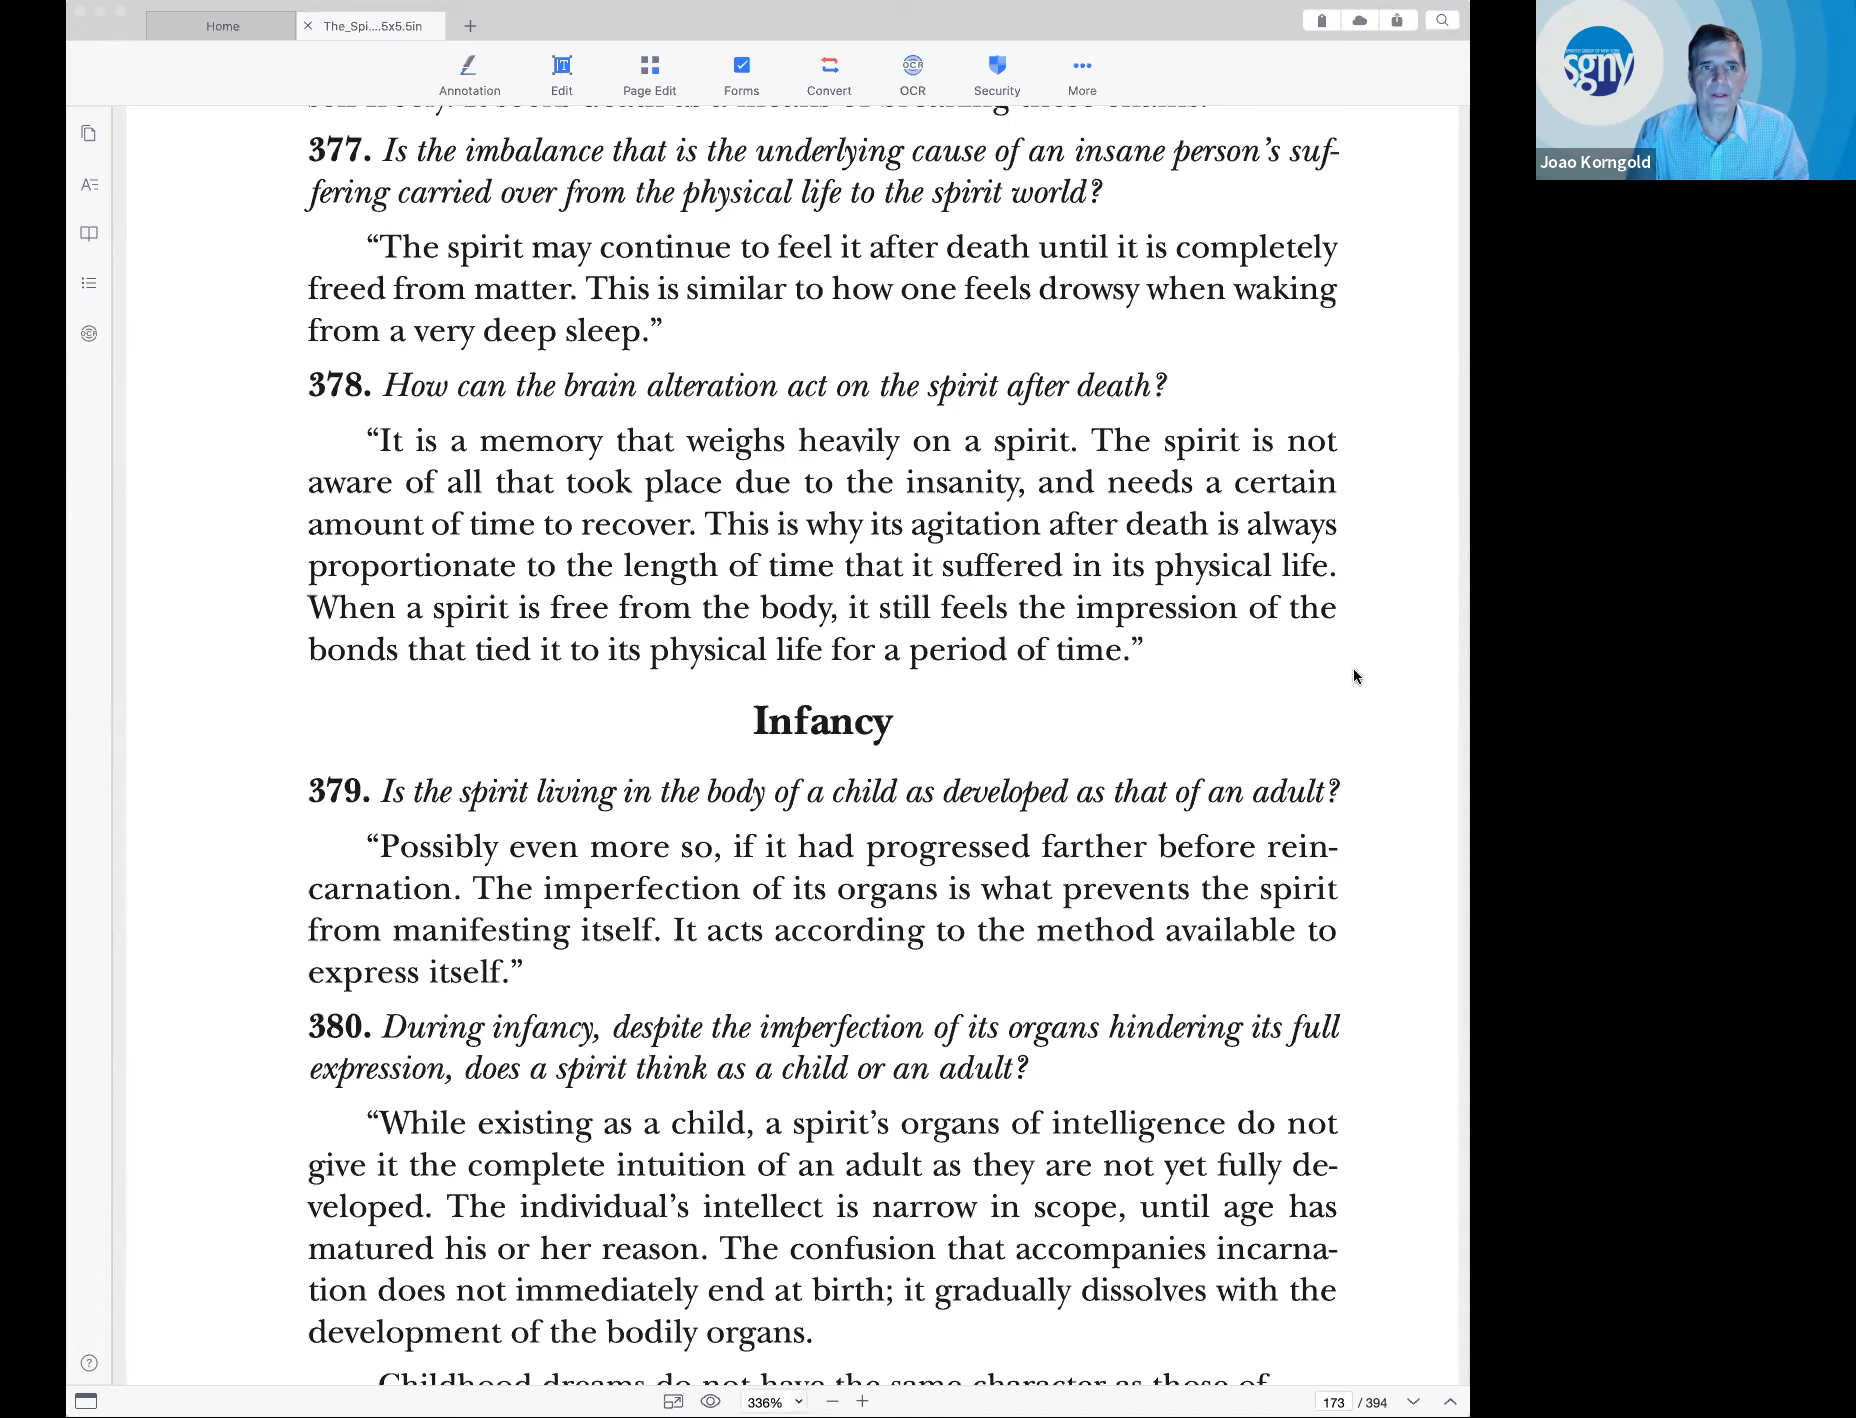 Home
The_Spi....5x5.5in
Annotation
Edit
Page Edit
Forms
Convert
OCR
Security
More
377. Is the imbalance that is the underlying cause of an insane person’s suf-
fering carried over from the physical life to the spirit world?
“The spirit may continue to feel it after death until it is completely
freed from matter. This is similar to how one feels drowsy when waking
from a very deep sleep.”
378. How can the brain alteration act on the spirit after death?
“It is a memory that weighs heavily on a spirit. The spirit is not
aware of all that took place due to the insanity, and needs a certain
amount of time to recover. This is why its agitation after death is always
proportionate to the length of time that it suffered in its physical life.
When a spirit is free from the body, it still feels the impression of the
bonds that tied it to its physical life for a period of time.”
Infancy
379. Is the spirit living in the body of a child as developed as that of an adult?
“Possibly even more so, if it had progressed farther before rein-
carnation. The imperfection of its organs is what prevents the spirit
from manifesting itself. It acts according to the method available to
express itself.”
380. During infancy, despite the imperfection of its organs hindering its full
expression, does a spirit think as a child or an adult?
“While existing as a child, a spirit’s organs of intelligence do not
give it the complete intuition of an adult as they are not yet fully de-
veloped. The individual’s intellect is narrow in scope, until age has
matured his or her reason. The confusion that accompanies incarna-
tion does not immediately end at birth; it gradually dissolves with the
development of the bodily organs.
Childhood dreams do not have the same character as those of
336%
173 / 394
sgny
Joao Korngold